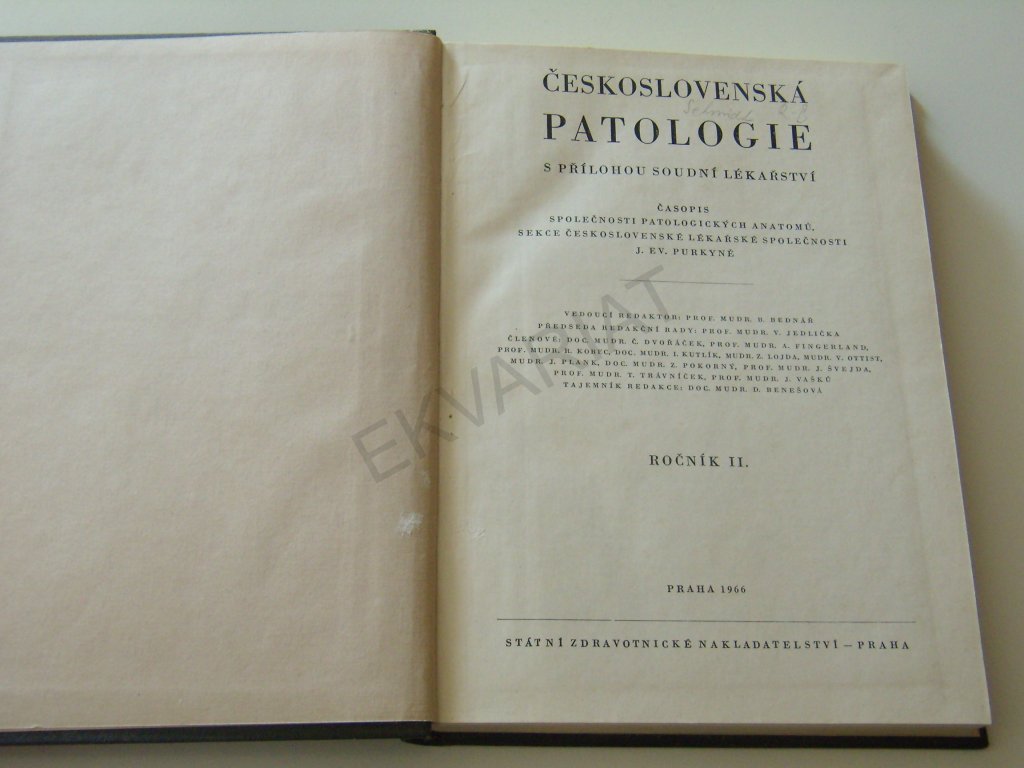 ČESKOSLOVENSKÁ
Schmidt
PATOLOGIE
S PŘÍLOHOU SOUDNÍ LÉKAŘSTVÍ
ČASOPIS
SPOLEČNOSTI PATOLOGICKÝCH ANATOMŮ,
SEKCE ČESKOSLOVENSKÉ LÉKAŘSKÉ SPOLEČNOSTI
J. EV. PURKYNĚ
VEDOUCÍ REDAKTOR: PROF. MUDR. B. BEDNÁŘ
PŘEDSEDA REDAKČNÍ RADY: PROF. MUDR. V. JEDLIČKA
ČLENOVÉ: DOC. MUDR. Č. DVOŘÁČEK, PROF. MUDR. A. FINGERLAND,
PROF. MUDR. H. KOBEC, DOC. MUDR. I. KUTLÍK, MUDR. Z. LOJDA, MUDR. V. OTTIST,
MUDR. J. PLANK, DOC. MUDR. Z. POKORNÝ, PROF. MUDR. J. ŠVEJDA,
PROF. MUDR. T. TRÁVNÍČEK, PROF. MUDR. J. VAŠKŮ
TAJEMNÍK REDAKCE: DOC. MUDR. D. BENEŠOVÁ
EKVARIAT
ROČNÍK II.
PRAHA 1966
STÁTNÍ ZDRAVOTNICKÉ NAKLADATELSTVÍ — PRAHA